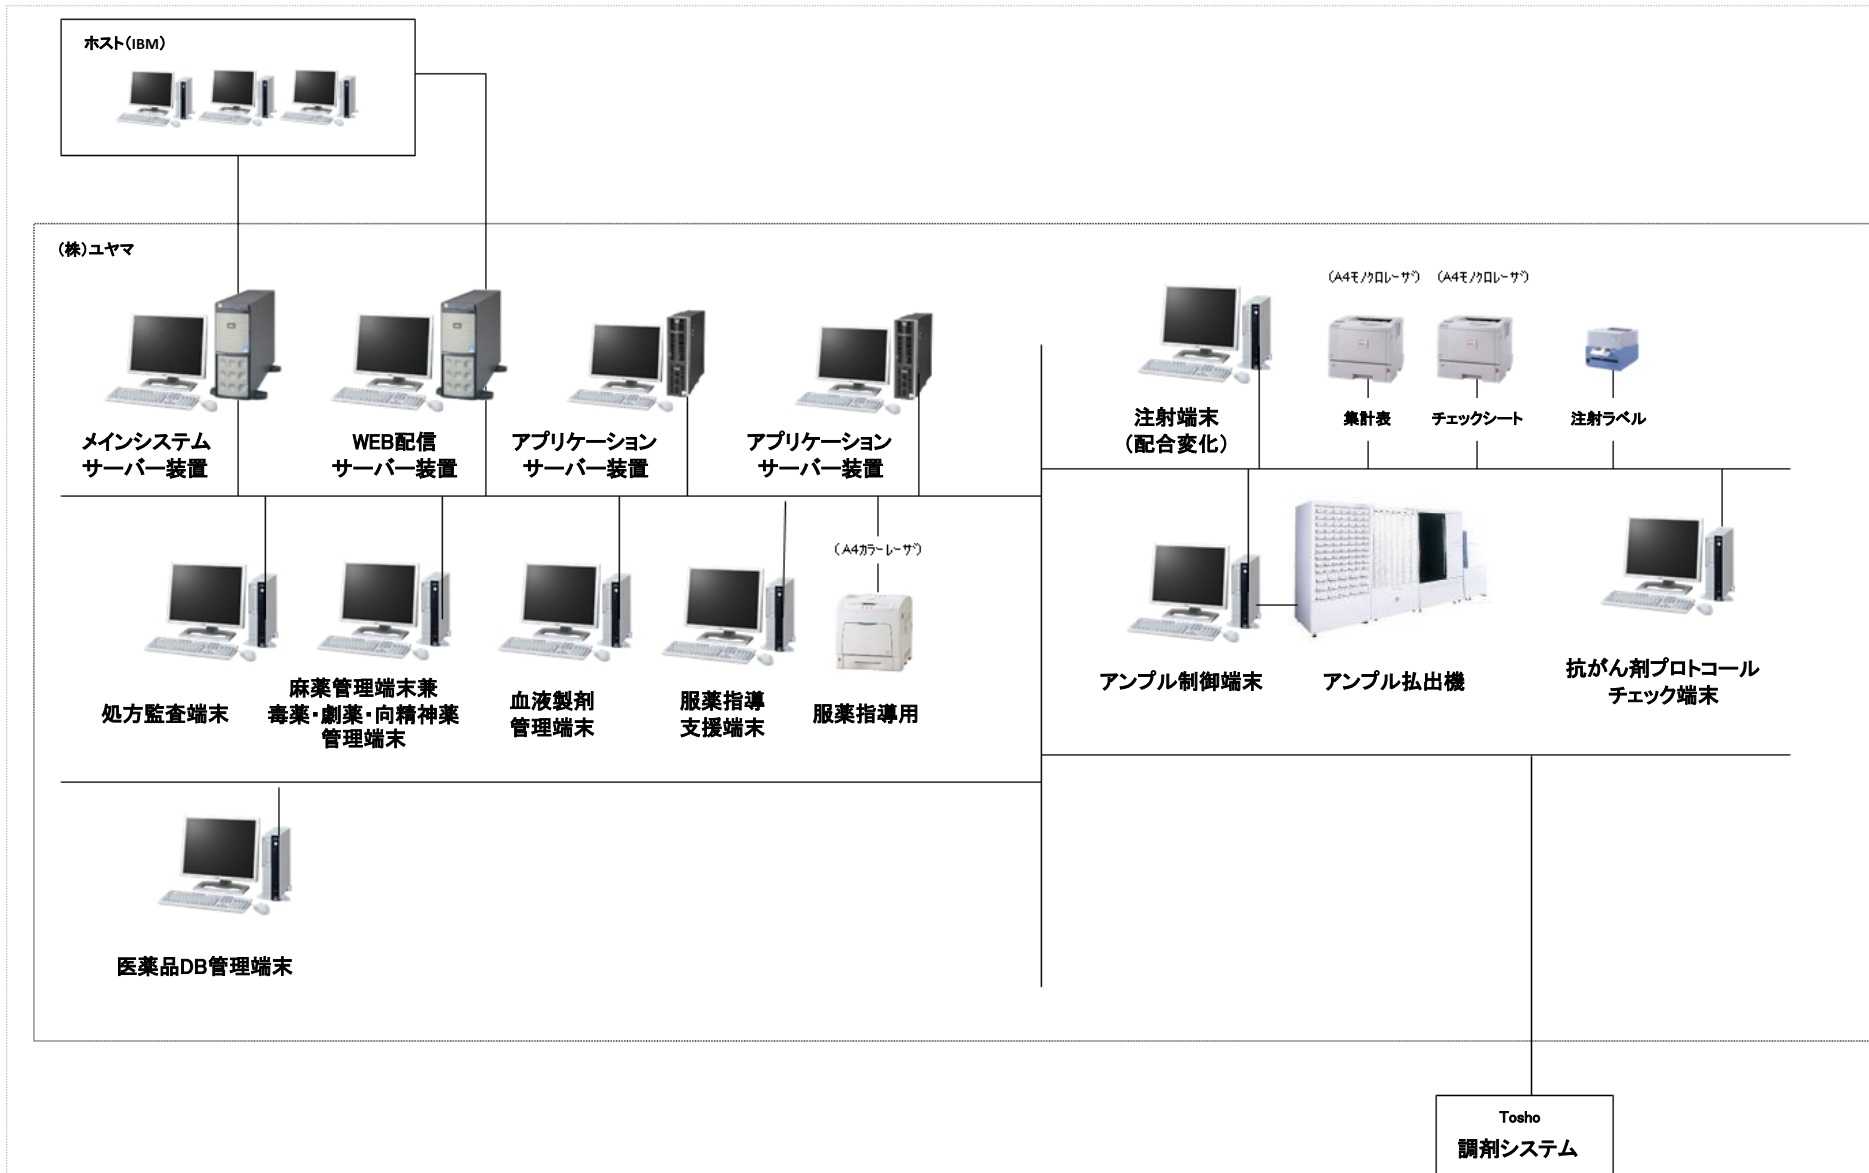 ホスト(IBM)
(株)ユヤマ
メインシステム
サーバー装置
WEB配信
サーバー装置
アプリケーション
サーバー装置
アプリケーション
サーバー装置
(A4モノクロレーザ)
(A4モノクロレーザ)
注射端末
(配合変化)
集計表
チェックシート
注射ラベル
(A4カラーレーザ)
処方監査端末
麻薬管理端末兼
毒薬・劇薬・向精神薬
管理端末
血液製剤
管理端末
服薬指導
支援端末
服薬指導用
アンプル制御端末
アンプル払出機
抗がん剤プロトコール
チェック端末
医薬品DB管理端末
Tosho
調剤システム